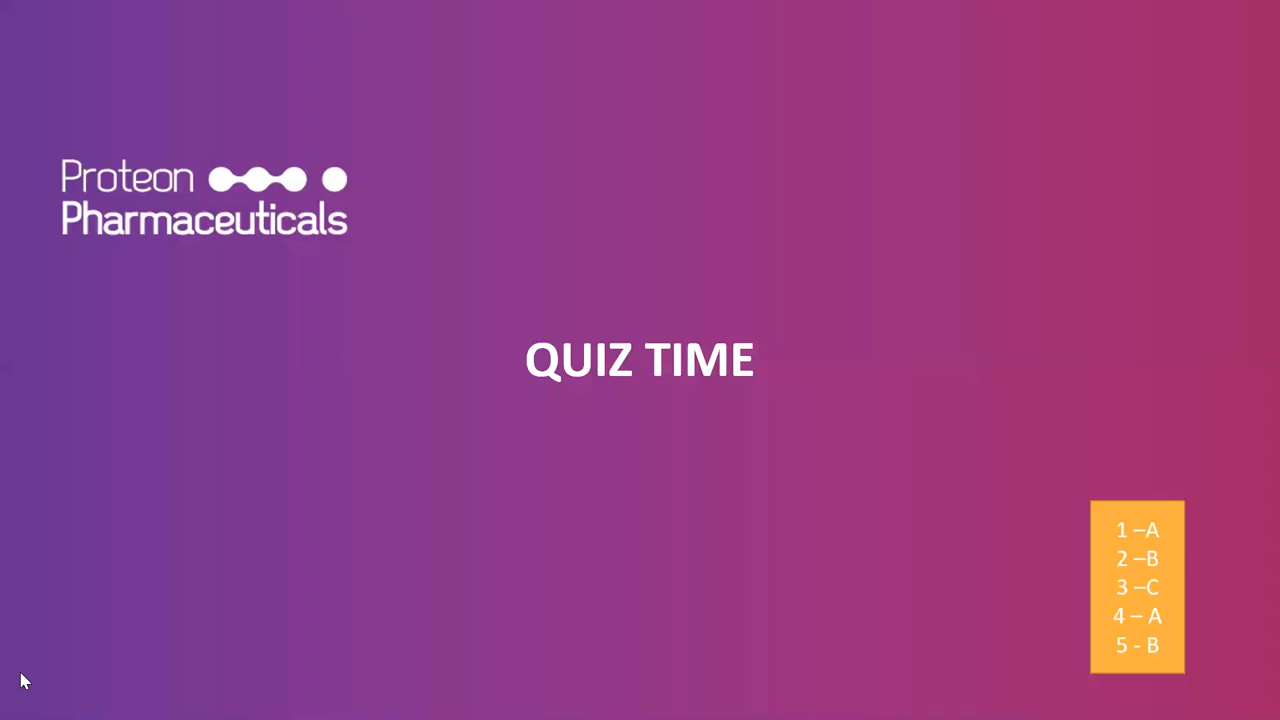 Proteon
Pharmaceuticals
QUIZ TIME
1 –A
2 –B
3 –C
4 – A
5 - B